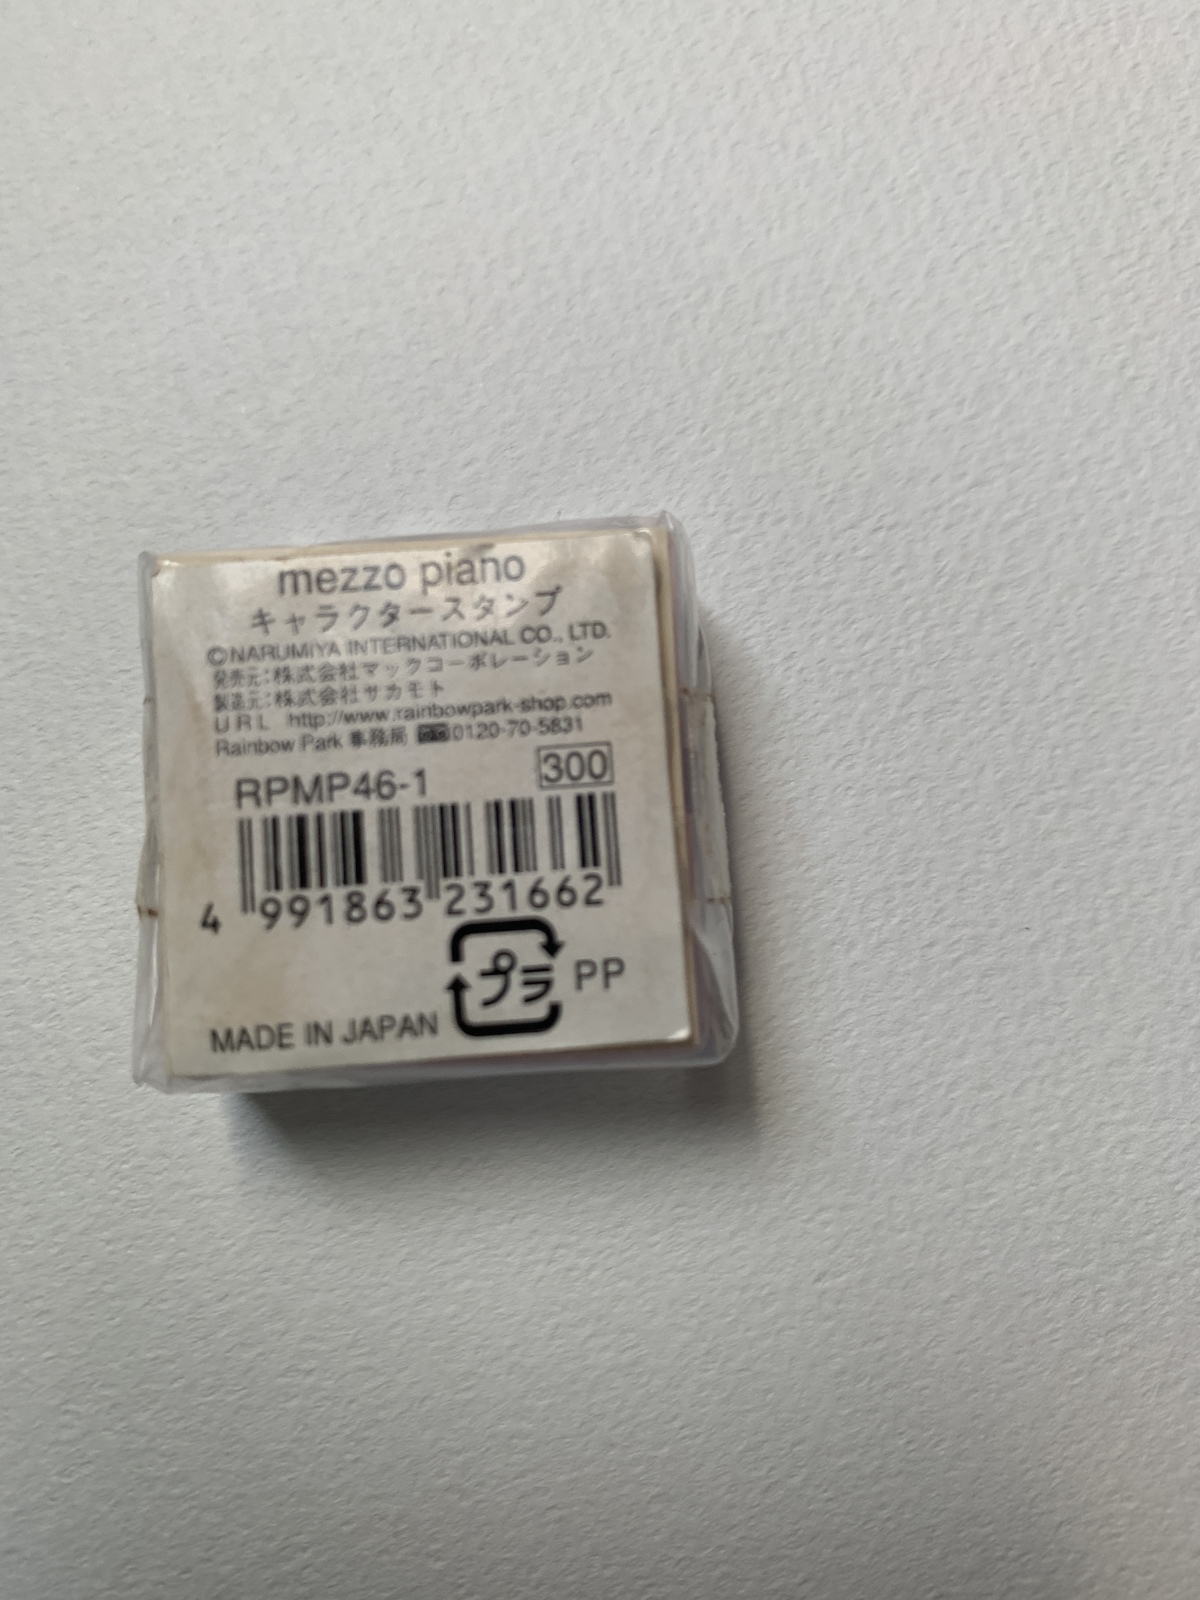 mezzo piano
キャラクタースタンプ
©NARUMIYA INTERNATIONAL CO., LTD.
発売元:株式会社マックコーポレーション
製造元:株式会社サカモト
URL http://www.rainbowpark-shop.com
Rainbow Park 事務局 0120-70-5831
RPMP46-1 300
4 991863 231662
プラ PP
MADE IN JAPAN